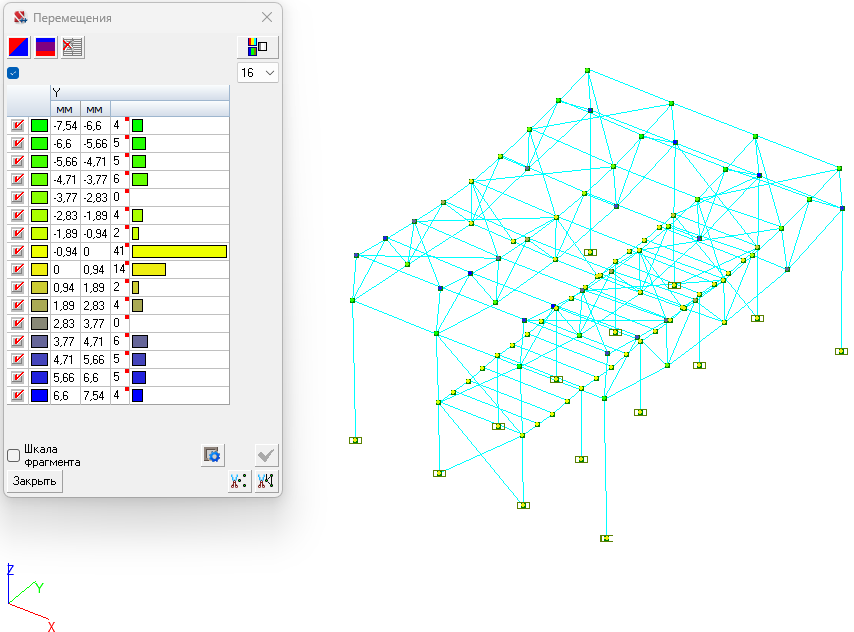 Перемещения
16
Y
мм мм
-7,54 -6,6 4
-6,6 -5,66 5
-5,66 -4,71 5
-4,71 -3,77 6
-3,77 -2,83 0
-2,83 -1,89 4
-1,89 -0,94 2
-0,94 0 41
0 0,94 14
0,94 1,89 2
1,89 2,83 4
2,83 3,77 0
3,77 4,71 6
4,71 5,66 5
5,66 6,6 5
6,6 7,54 4
Шкала
фрагмента
Закрыть
Z
Y
X